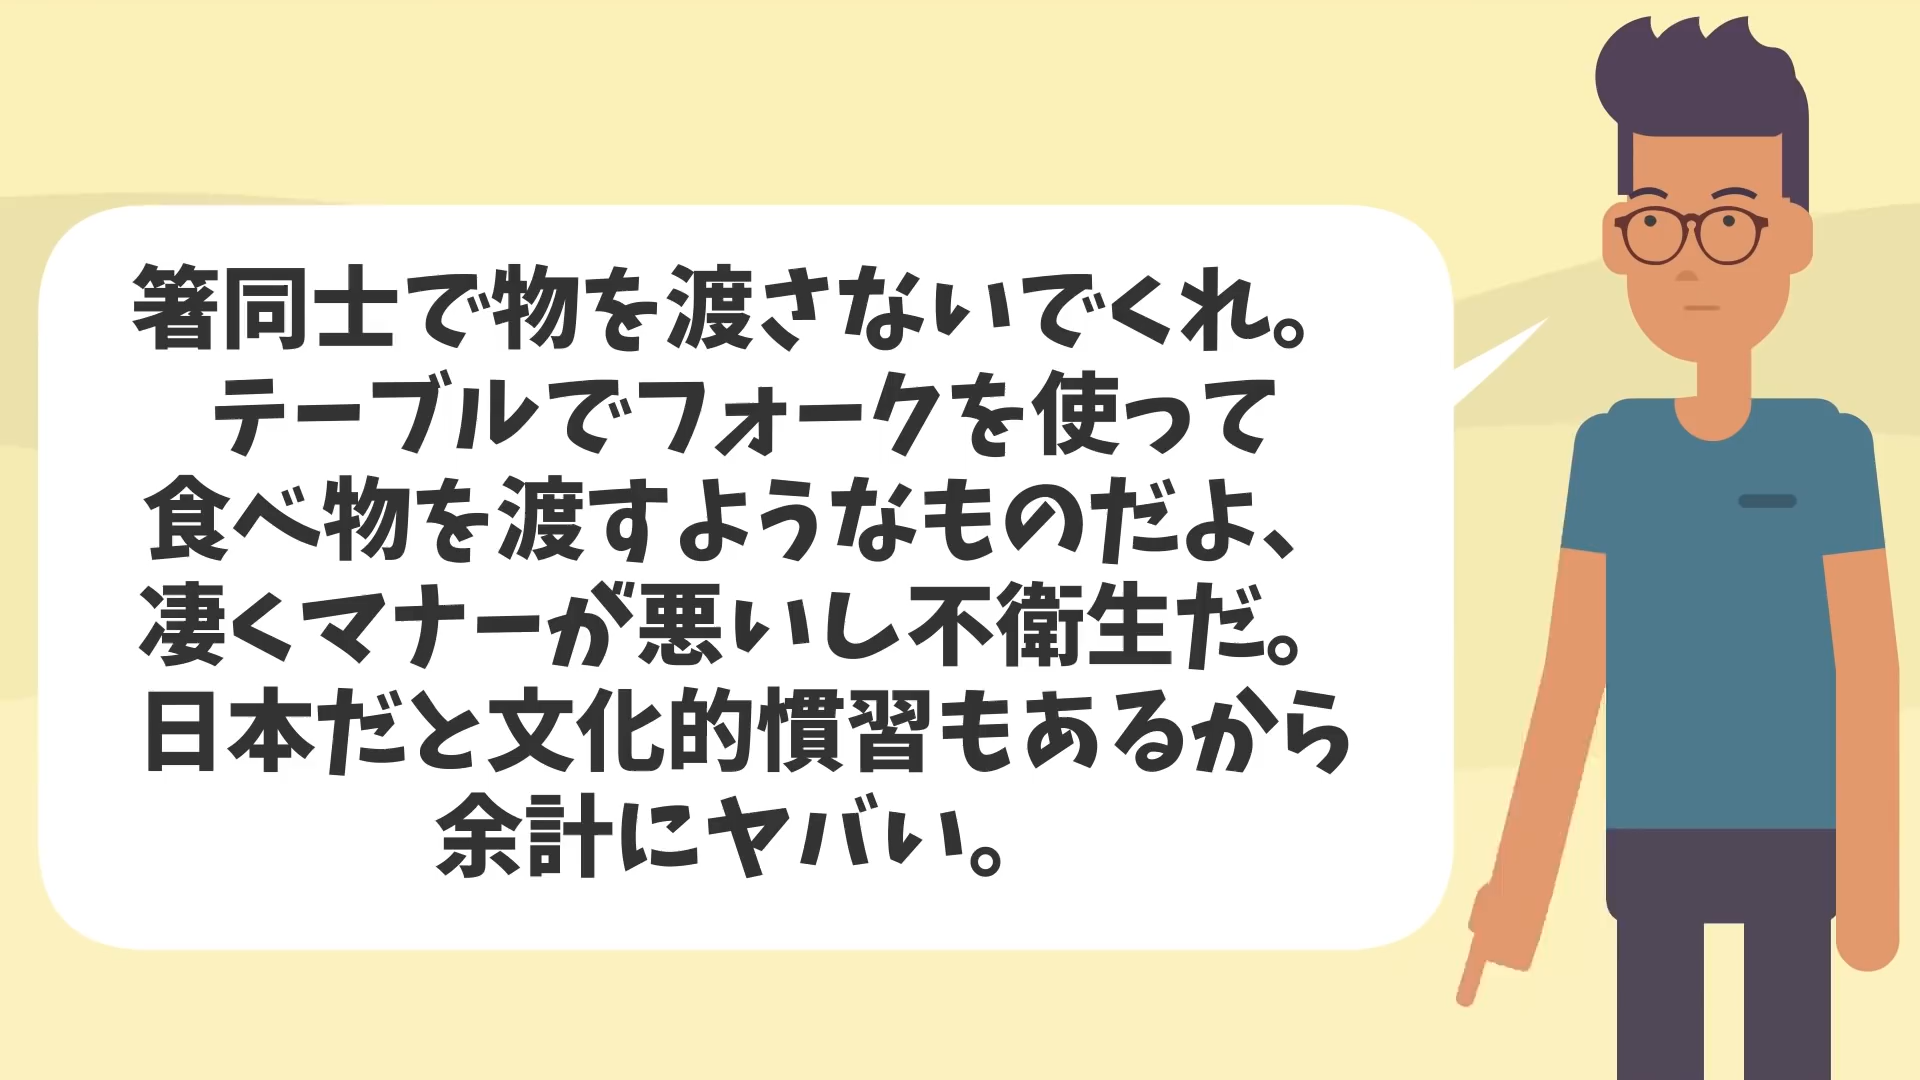 箸同士で物を渡さないでくれ。
テーブルでフォークを使って
食べ物を渡すようなものだよ、
凄くマナーが悪いし不衛生だ。
日本だと文化的慣習もあるから
余計にヤバい。